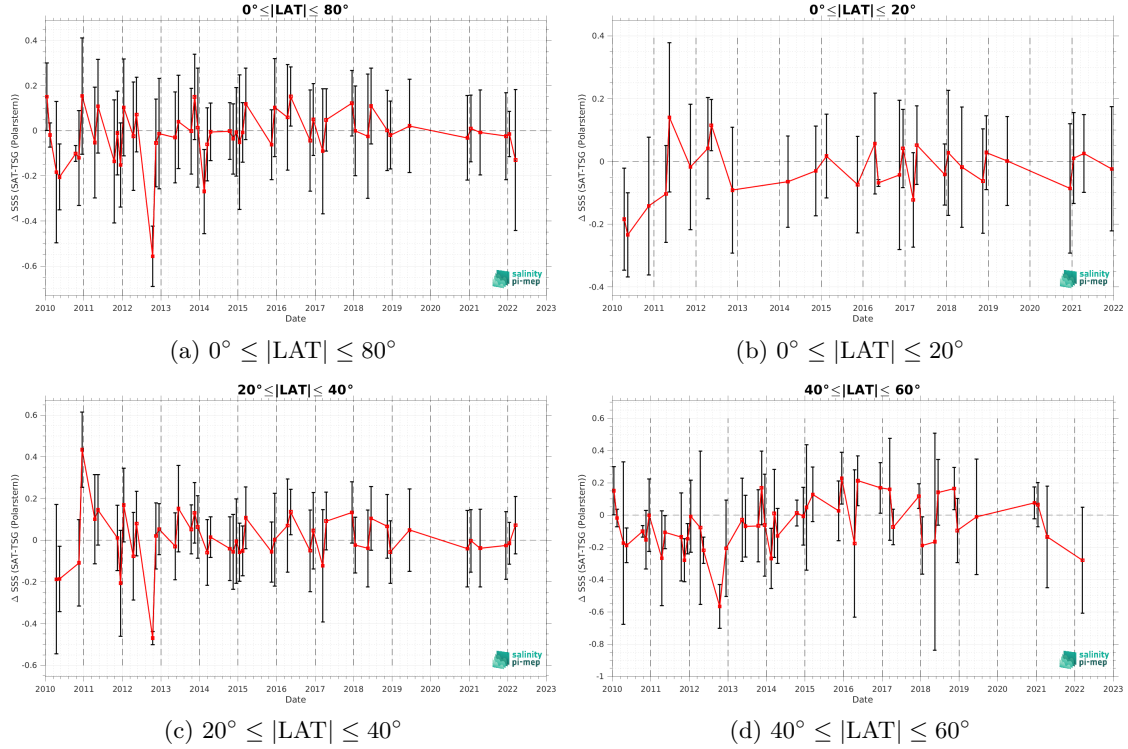 0°≤|LAT|≤ 80°
Δ SSS (SAT-TSG (Polarstern))
0.4
0.2
0
-0.2
-0.4
-0.6
2010 2011 2012 2013 2014 2015 2016 2017 2018 2019 2020 2021 2022 2023
Date
salinity
pi-mep
(a) 0° ≤ |LAT| ≤ 80°
0°≤|LAT|≤ 20°
Δ SSS (SAT-TSG (Polarstern))
0.4
0.2
0
-0.2
-0.4
2010 2011 2012 2013 2014 2015 2016 2017 2018 2019 2020 2021 2022
Date
salinity
pi-mep
(b) 0° ≤ |LAT| ≤ 20°
20°≤|LAT|≤ 40°
Δ SSS (SAT-TSG (Polarstern))
0.6
0.4
0.2
0
-0.2
-0.4
-0.6
2010 2011 2012 2013 2014 2015 2016 2017 2018 2019 2020 2021 2022 2023
Date
salinity
pi-mep
(c) 20° ≤ |LAT| ≤ 40°
40°≤|LAT|≤ 60°
Δ SSS (SAT-TSG (Polarstern))
0.6
0.4
0.2
0
-0.2
-0.4
-0.6
-0.8
-1
2010 2011 2012 2013 2014 2015 2016 2017 2018 2019 2020 2021 2022 2023
Date
salinity
pi-mep
(d) 40° ≤ |LAT| ≤ 60°